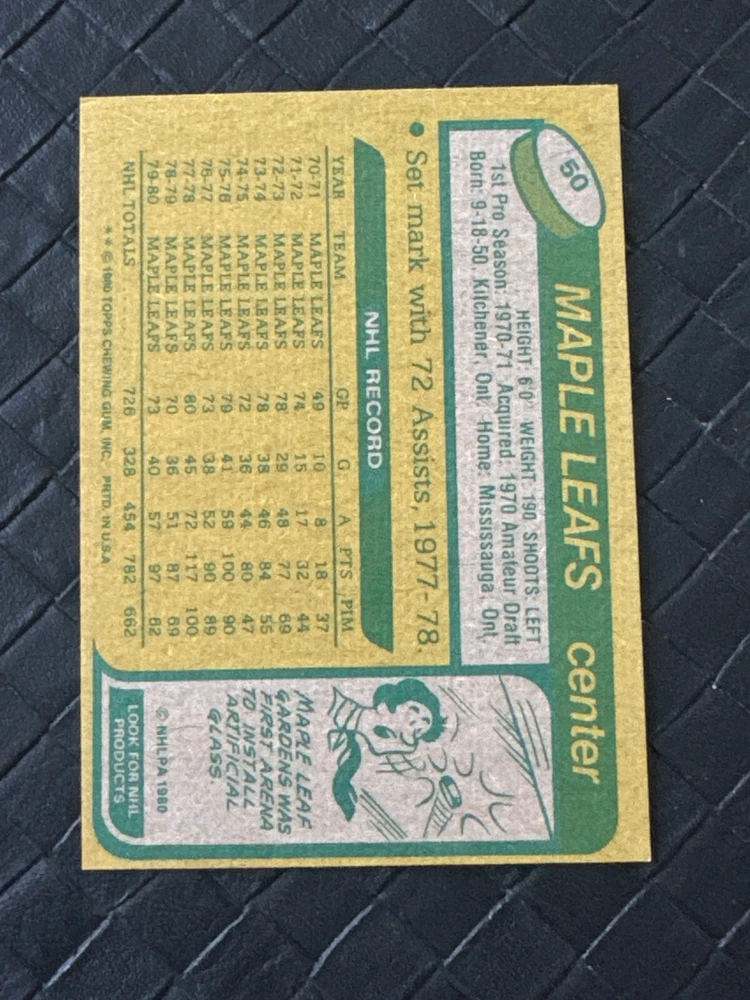 50
MAPLE LEAFS center
HEIGHT: 6'0" WEIGHT: 190 SHOOTS: LEFT
1st Pro Season: 1970-71 Acquired: 1970 Amateur Draft
Born: 9-18-50, Kitchener, Ont. Home: Mississauga, Ont.
• Set mark with 72 Assists, 1977-78.
NHL RECORD
YEAR TEAM GP G A PTS PIM
70-71 MAPLE LEAFS 49 10 8 18 37
71-72 MAPLE LEAFS 74 15 17 32 44
72-73 MAPLE LEAFS 78 29 48 77 69
73-74 MAPLE LEAFS 78 38 46 84 55
74-75 MAPLE LEAFS 72 36 44 80 47
75-76 MAPLE LEAFS 79 41 59 100 90
76-77 MAPLE LEAFS 73 38 52 90 89
77-78 MAPLE LEAFS 80 45 72 117 100
78-79 MAPLE LEAFS 70 36 51 87 69
79-80 MAPLE LEAFS 73 40 57 97 62
NHL TOTALS 726 328 454 782 662
** © 1980 TOPPS CHEWING GUM, INC. PRTD. IN U.S.A.
MAPLE LEAF
GARDENS WAS
FIRST ARENA
TO INSTALL
ARTIFICIAL
GLASS.
© NHLPA 1980
LOOK FOR NHL
PRODUCTS